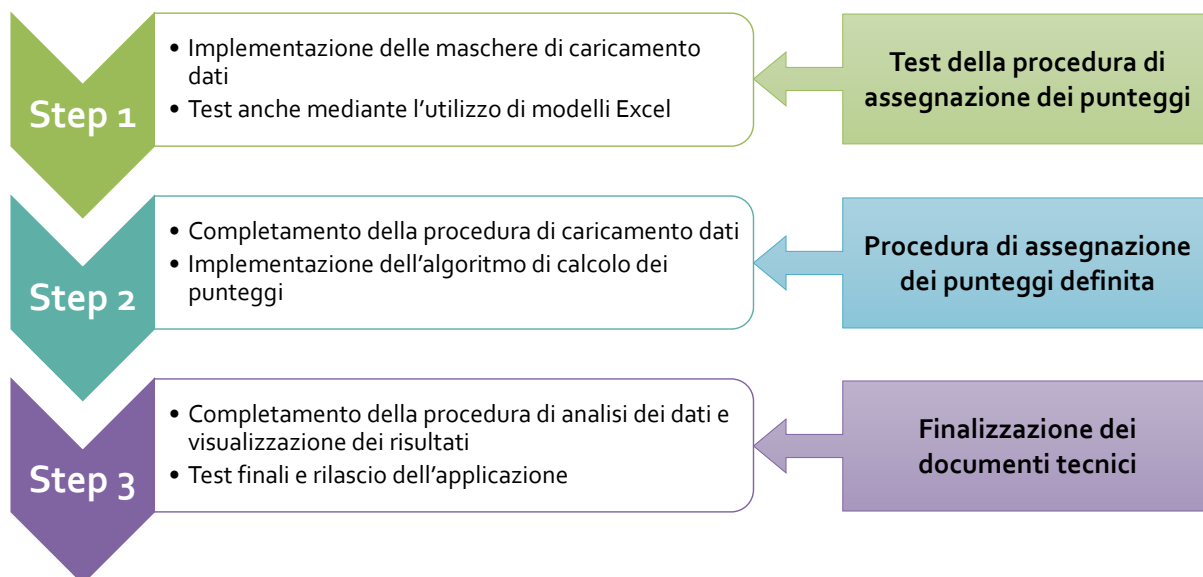 Step 1
• Implementazione delle maschere di caricamento
dati
• Test anche mediante l'utilizzo di modelli Excel
Test della procedura di
assegnazione dei punteggi
Step 2
• Completamento della procedura di caricamento dati
• Implementazione dell'algoritmo di calcolo dei
punteggi
Procedura di assegnazione
dei punteggi definita
Step 3
• Completamento della procedura di analisi dei dati e
visualizzazione dei risultati
• Test finali e rilascio dell'applicazione
Finalizzazione dei
documenti tecnici